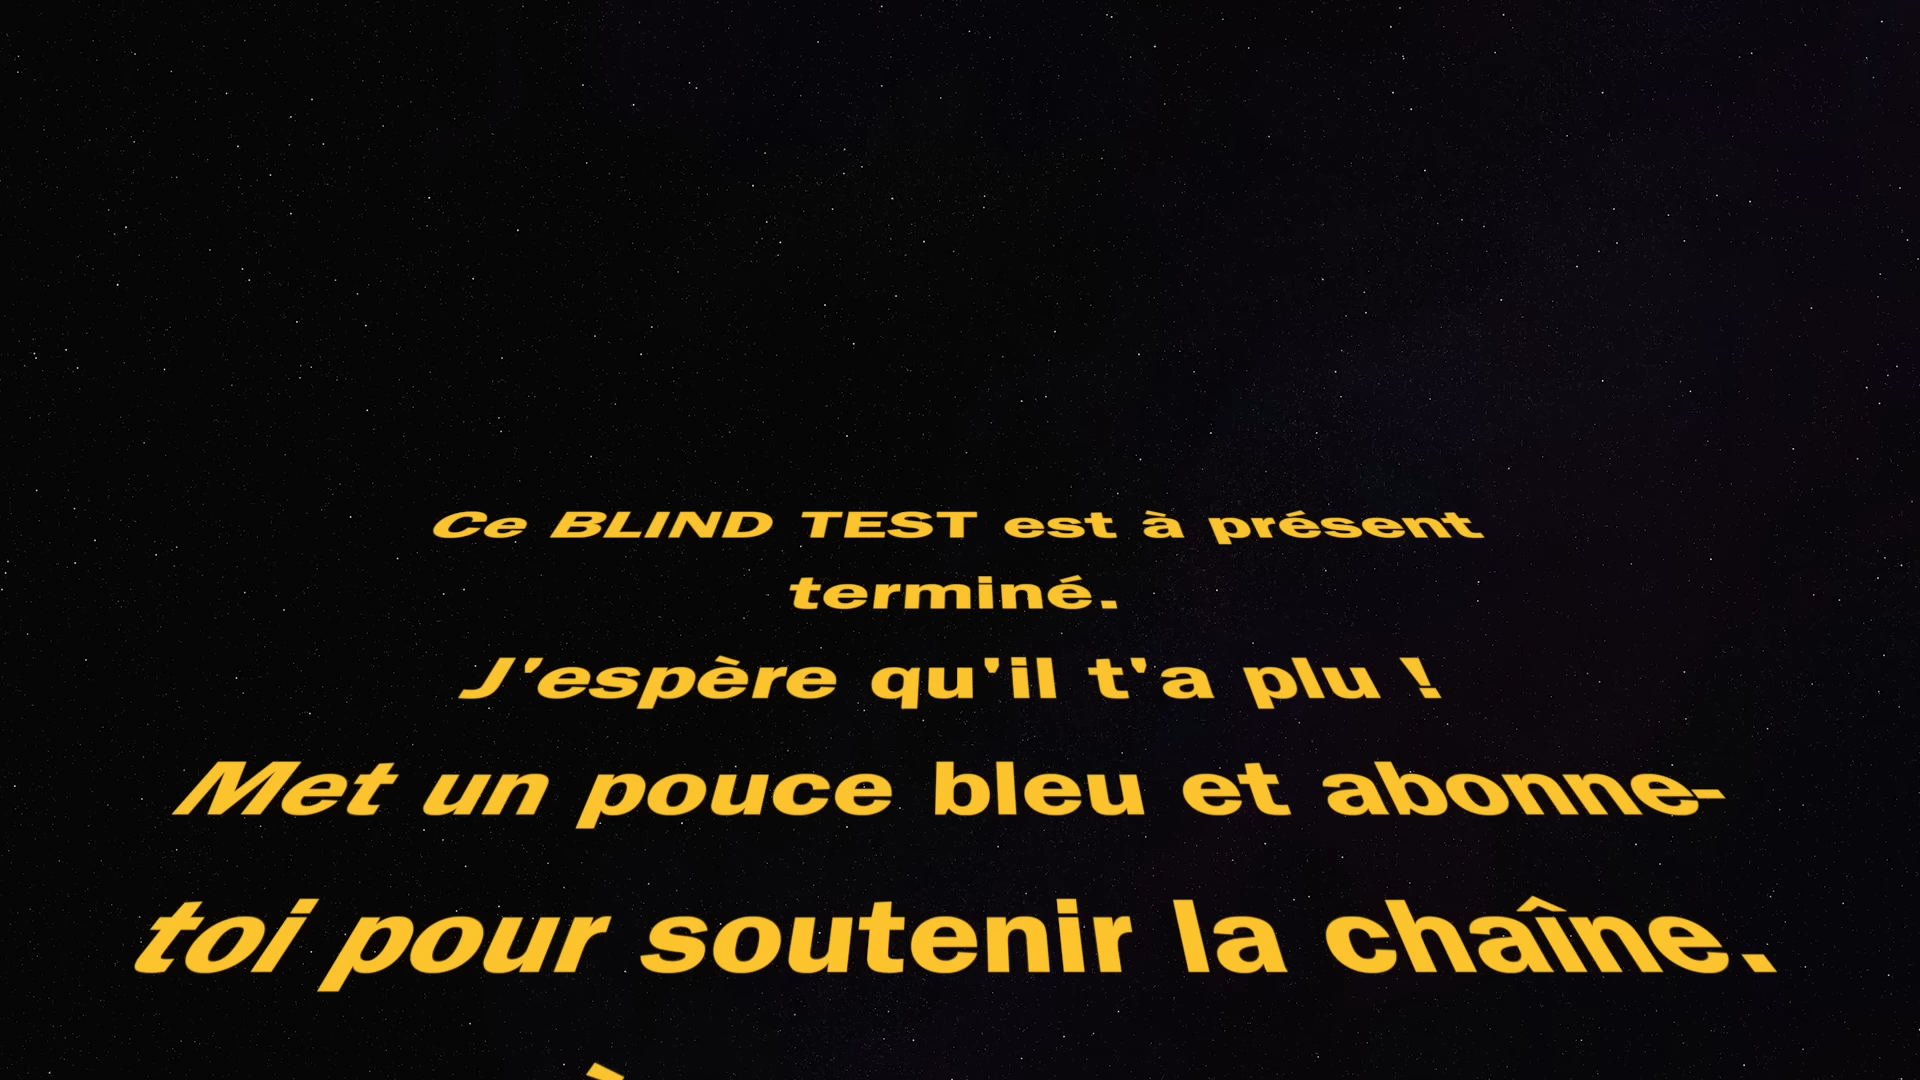 Ce BLIND TEST est à présent
terminé.
J'espère qu'il t'a plu !
Met un pouce bleu et abonne-
toi pour soutenir la chaîne.